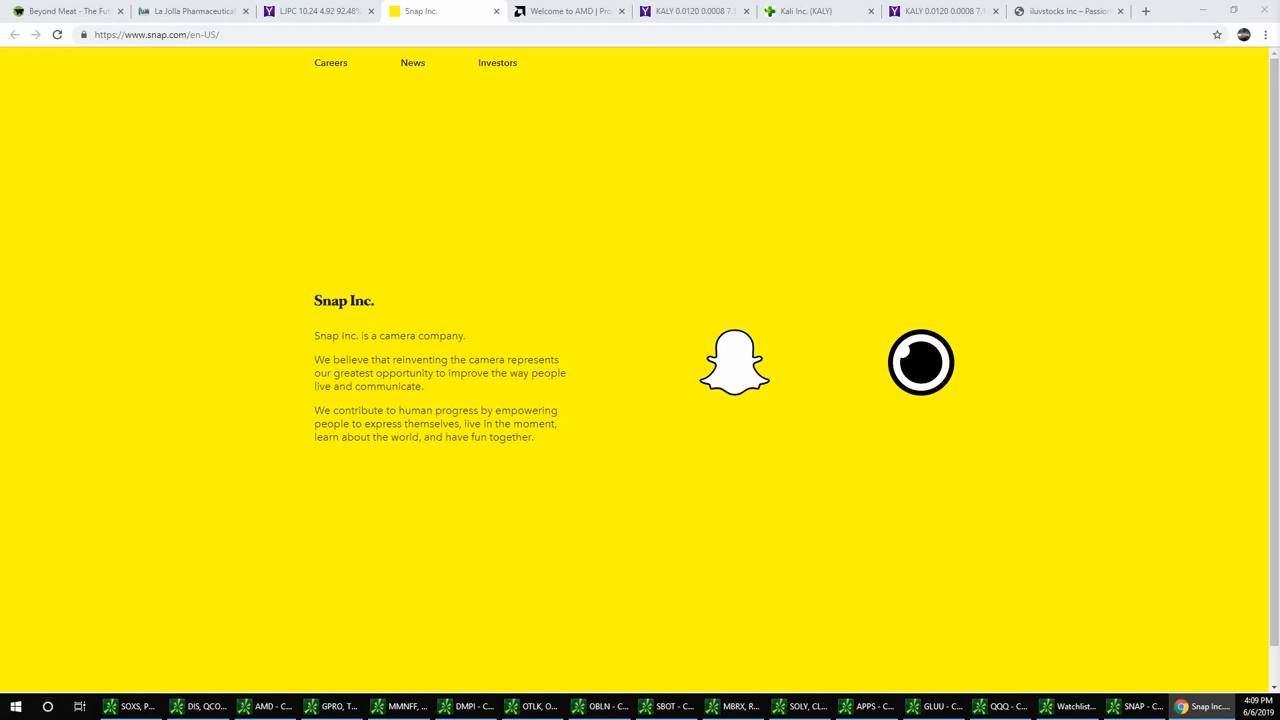 Beyond Meat - The Fut
La Jolla Pharmaceutical
LJPC 10.24 4.92 92.48%
Snap Inc.
Welcome to AMD | Pro
KALY 0.0120 0.0008 7.1
Kali Inc. (KALY)
KALY 0.0120 0.0008 7.1
iluvstocks Inc – Passion
https://www.snap.com/en-US/
Careers
News
Investors
Snap Inc.
Snap Inc. is a camera company.
We believe that reinventing the camera represents
our greatest opportunity to improve the way people
live and communicate.
We contribute to human progress by empowering
people to express themselves, live in the moment,
learn about the world, and have fun together.
SOXS, P...
DIS, QCO...
AMD - C...
GPRO, T...
MMNFF, ...
DMPI - C...
OTLK, O...
OBLN - C...
SBOT - C...
MBRX, R...
SOLY, CL...
APPS - C...
GLUU - C...
QQQ - C...
Watchlist...
SNAP - C...
Snap Inc....
4:09 PM
6/6/2019